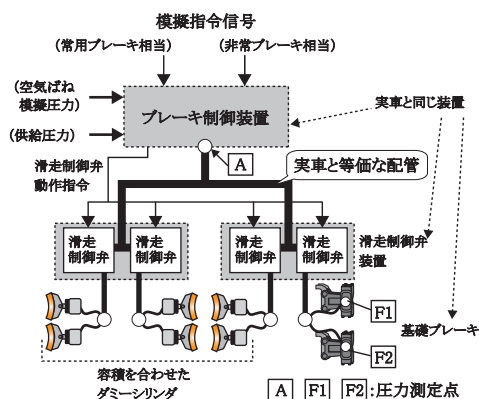 模擬指令信号
(常用ブレーキ相当)
(非常ブレーキ相当)
(空気ばね
模擬圧力)
ブレーキ制御装置
実車と同じ装置
(供給圧力)
A
滑走制御弁
動作指令
実車と等価な配管
滑走
制御弁
滑走
制御弁
滑走
制御弁
滑走
制御弁
滑走制御弁
装置
F1
基礎ブレーキ
F2
容積を合わせた
ダミーシリンダ
A F1 F2:圧力測定点